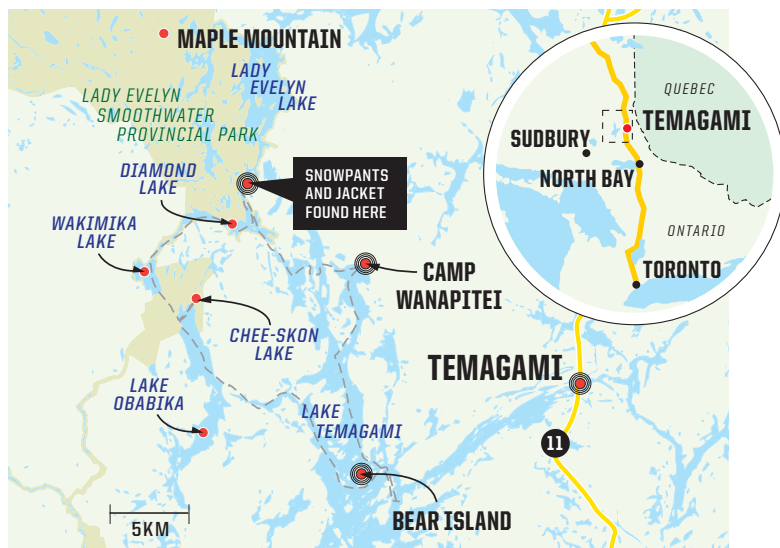 MAPLE MOUNTAIN
LADY
EVELYN
LAKE
LADY EVELYN
SMOOTHWATER
PROVINCIAL PARK
DIAMOND
LAKE
SNOWPANTS
AND JACKET
FOUND HERE
WAKIMIKA
LAKE
CAMP
WANAPITEI
CHEE-SKON
LAKE
LAKE
OBABIKA
LAKE
TEMAGAMI
TEMAGAMI
11
BEAR ISLAND
5KM
QUEBEC
TEMAGAMI
SUDBURY
NORTH BAY
ONTARIO
TORONTO